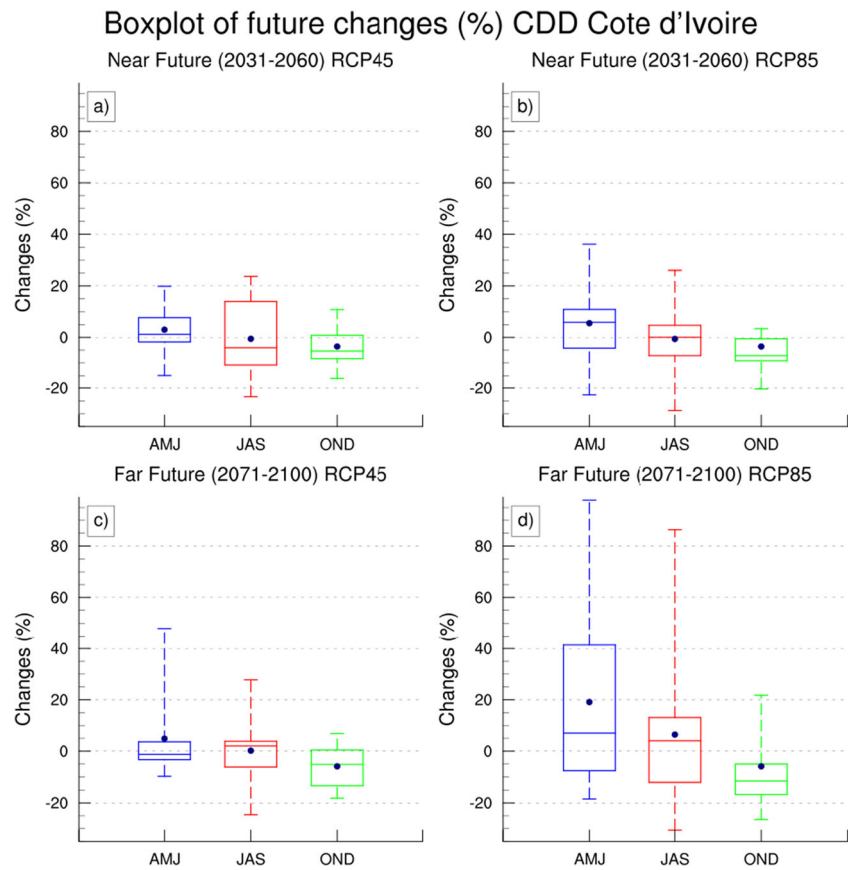 Boxplot of future changes (%) CDD Cote d'Ivoire
Near Future (2031-2060) RCP45
a)
Changes (%)
80
60
40
20
0
-20
AMJ JAS OND
Near Future (2031-2060) RCP85
b)
Changes (%)
80
60
40
20
0
-20
AMJ JAS OND
Far Future (2071-2100) RCP45
c)
Changes (%)
80
60
40
20
0
-20
AMJ JAS OND
Far Future (2071-2100) RCP85
d)
Changes (%)
80
60
40
20
0
-20
AMJ JAS OND